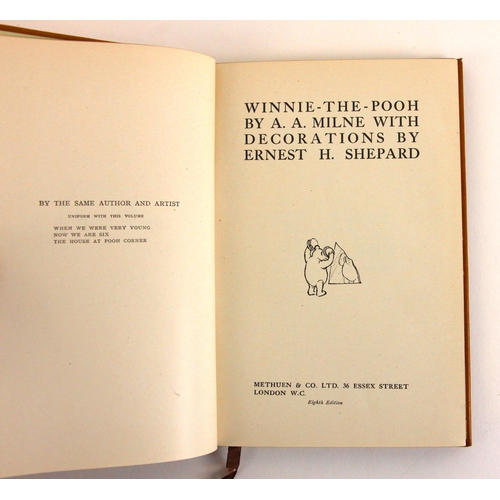 BY THE SAME AUTHOR AND ARTIST
UNIFORM WITH THIS VOLUME
WHEN WE WERE VERY YOUNG
NOW WE ARE SIX
THE HOUSE AT POOH CORNER
WINNIE-THE-POOH
BY A. A. MILNE WITH
DECORATIONS BY
ERNEST H. SHEPARD
METHUEN & CO. LTD. 36 ESSEX STREET
LONDON W.C.
Eighth Edition